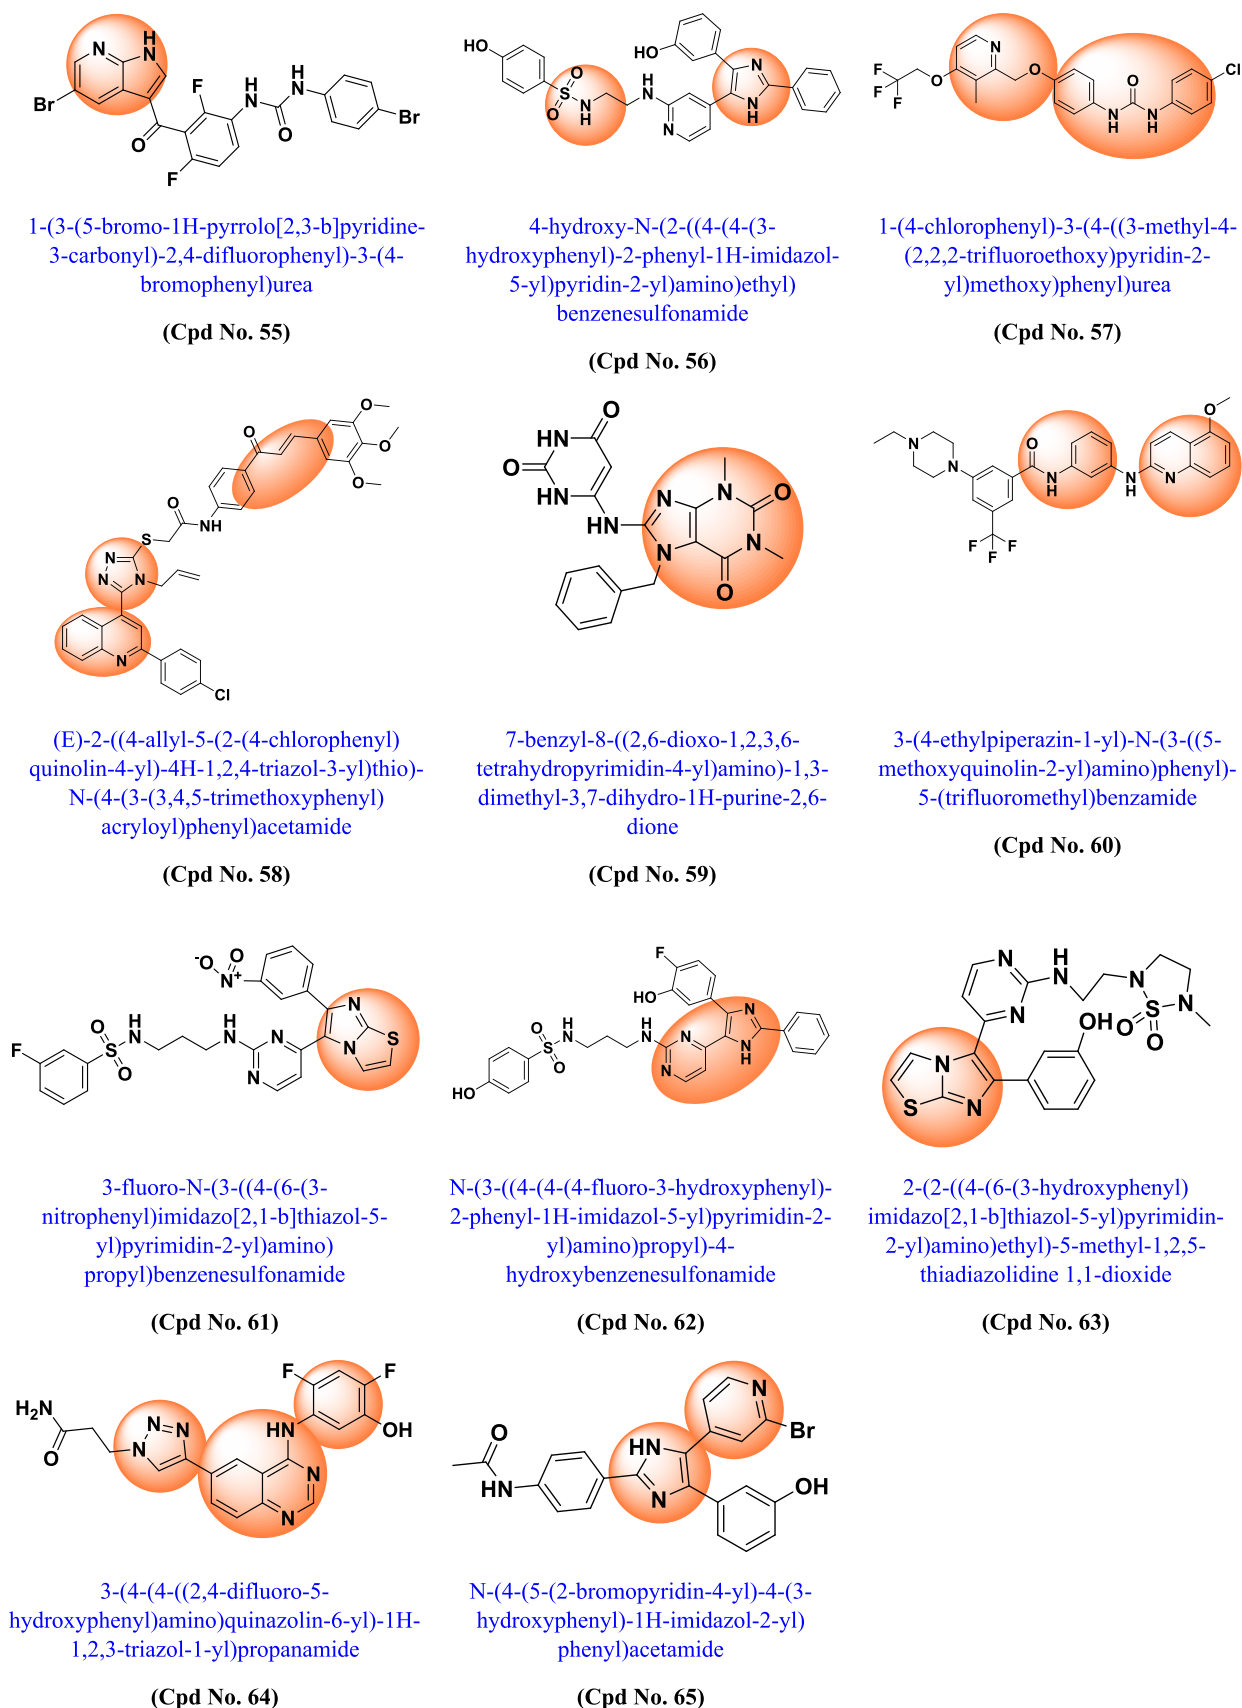 1-(3-(5-bromo-1H-pyrrolo[2,3-b]pyridine-
3-carbonyl)-2,4-difluorophenyl)-3-(4-
bromophenyl)urea
(Cpd No. 55)
4-hydroxy-N-(2-((4-(4-(3-
hydroxyphenyl)-2-phenyl-1H-imidazol-
5-yl)pyridin-2-yl)amino)ethyl)
benzenesulfonamide
(Cpd No. 56)
1-(4-chlorophenyl)-3-(4-((3-methyl-4-
(2,2,2-trifluoroethoxy)pyridin-2-
yl)methoxy)phenyl)urea
(Cpd No. 57)
(E)-2-((4-allyl-5-(2-(4-chlorophenyl)
quinolin-4-yl)-4H-1,2,4-triazol-3-yl)thio)-
N-(4-(3-(3,4,5-trimethoxyphenyl)
acryloyl)phenyl)acetamide
(Cpd No. 58)
7-benzyl-8-((2,6-dioxo-1,2,3,6-
tetrahydropyrimidin-4-yl)amino)-1,3-
dimethyl-3,7-dihydro-1H-purine-2,6-
dione
(Cpd No. 59)
3-(4-ethylpiperazin-1-yl)-N-(3-((5-
methoxyquinolin-2-yl)amino)phenyl)-
5-(trifluoromethyl)benzamide
(Cpd No. 60)
3-fluoro-N-(3-((4-(6-(3-
nitrophenyl)imidazo[2,1-b]thiazol-5-
yl)pyrimidin-2-yl)amino)
propyl)benzenesulfonamide
(Cpd No. 61)
N-(3-((4-(4-(4-fluoro-3-hydroxyphenyl)-
2-phenyl-1H-imidazol-5-yl)pyrimidin-2-
yl)amino)propyl)-4-
hydroxybenzenesulfonamide
(Cpd No. 62)
2-(2-((4-(6-(3-hydroxyphenyl)
imidazo[2,1-b]thiazol-5-yl)pyrimidin-
2-yl)amino)ethyl)-5-methyl-1,2,5-
thiadiazolidine 1,1-dioxide
(Cpd No. 63)
3-(4-(4-((2,4-difluoro-5-
hydroxyphenyl)amino)quinazolin-6-yl)-1H-
1,2,3-triazol-1-yl)propanamide
(Cpd No. 64)
N-(4-(5-(2-bromopyridin-4-yl)-4-(3-
hydroxyphenyl)-1H-imidazol-2-yl)
phenyl)acetamide
(Cpd No. 65)